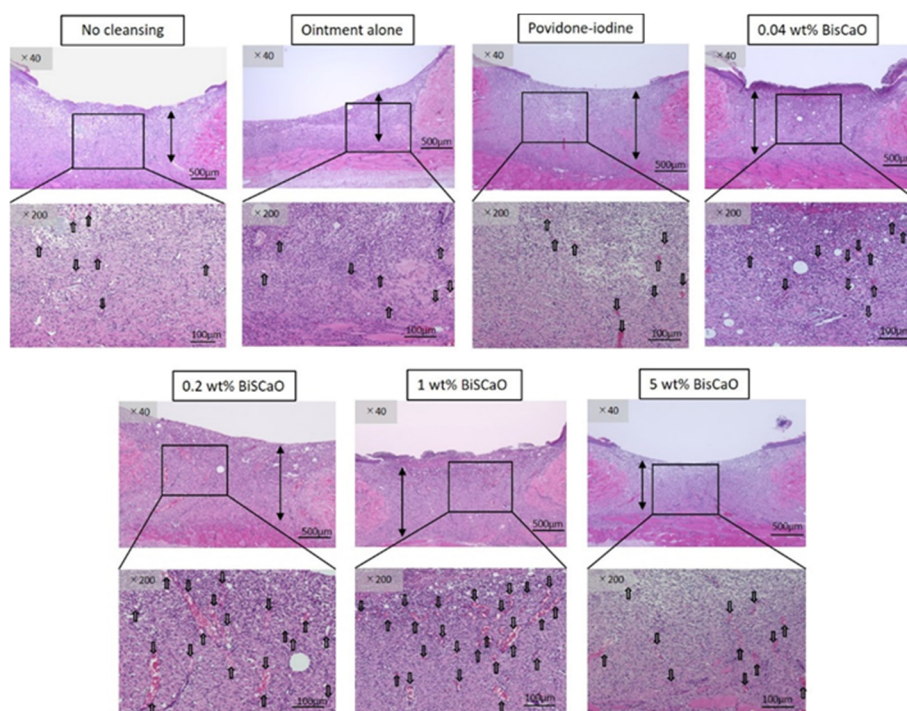 No cleansing
Ointment alone
Povidone-iodine
0.04 wt% BisCaO
×40
×40
×40
×40
500μm
500μm
500μm
500μm
×200
×200
×200
×200
100μm
100μm
100μm
100μm
0.2 wt% BiSCaO
1 wt% BiSCaO
5 wt% BisCaO
×40
×40
×40
500μm
500μm
500μm
×200
×200
×200
100μm
100μm
100μm